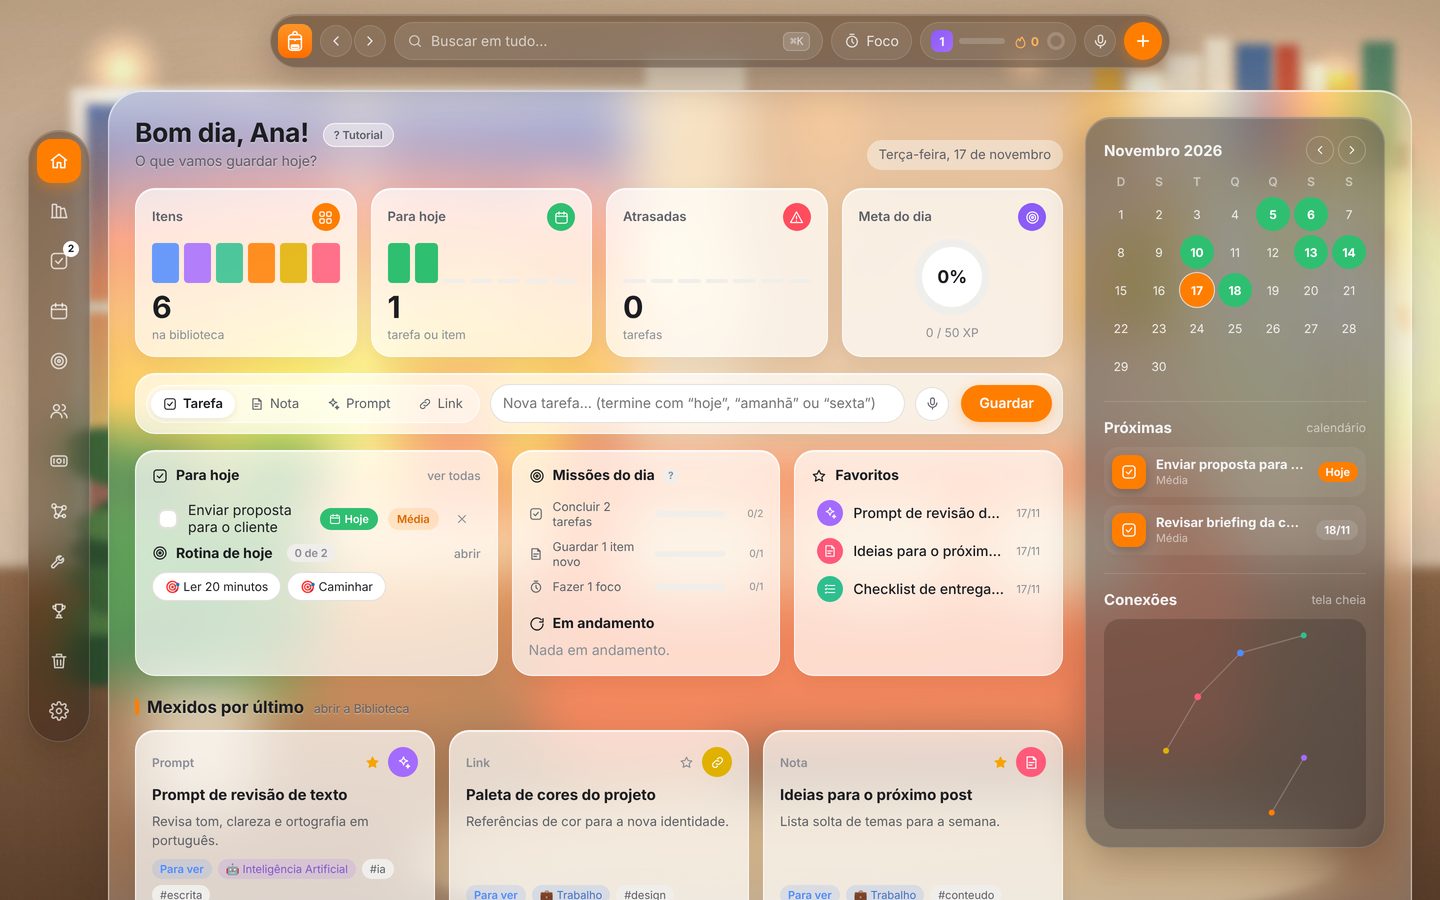 Buscar em tudo...
⌘K
Foco
1
0
Bom dia, Ana!
? Tutorial
O que vamos guardar hoje?
Terça-feira, 17 de novembro
2
Itens
6
na biblioteca
Para hoje
1
tarefa ou item
Atrasadas
0
tarefas
Meta do dia
0%
0 / 50 XP
Tarefa
Nota
Prompt
Link
Nova tarefa... (termine com “hoje”, “amanhã” ou “sexta”)
Guardar
Para hoje
ver todas
Enviar proposta
para o cliente
Hoje
Média
Rotina de hoje
0 de 2
abrir
Ler 20 minutos
Caminhar
Missões do dia
?
Concluir 2
tarefas
0/2
Guardar 1 item
novo
0/1
Fazer 1 foco
0/1
Em andamento
Nada em andamento.
Favoritos
Prompt de revisão d...
17/11
Ideias para o próxim...
17/11
Checklist de entrega...
17/11
Mexidos por último
abrir a Biblioteca
Prompt
Prompt de revisão de texto
Revisa tom, clareza e ortografia em
português.
Para ver
Inteligência Artificial
#ia
#escrita
Link
Paleta de cores do projeto
Referências de cor para a nova identidade.
Para ver
Trabalho
#design
Nota
Ideias para o próximo post
Lista solta de temas para a semana.
Para ver
Trabalho
#conteudo
Novembro 2026
D S T Q Q S S
1 2 3 4 5 6 7
8 9 10 11 12 13 14
15 16 17 18 19 20 21
22 23 24 25 26 27 28
29 30
Próximas
calendário
Enviar proposta para ...
Média
Hoje
Revisar briefing da c...
Média
18/11
Conexões
tela cheia